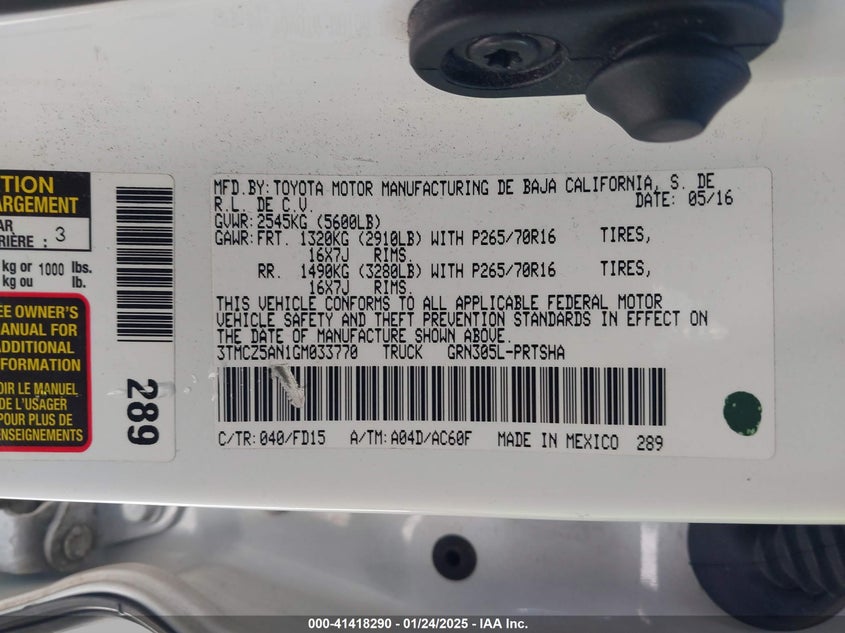 TION
ARGEMENT
AR
RIÈRE : 3
kg or 1000 lbs.
kg ou lb.
EE OWNER'S
MANUAL FOR
ADDITIONAL
FORMATION
OIR LE MANUEL
DE L'USAGER
POUR PLUS DE
ENSEIGNEMENTS
289
MFD.BY:TOYOTA MOTOR MANUFACTURING DE BAJA CALIFORNIA, S. DE
R.L. DE C.V. DATE: 05/16
GVWR:2545KG (5600LB)
GAWR:FRT. 1320KG (2910LB) WITH P265/70R16 TIRES,
16X7J RIMS.
RR. 1490KG (3280LB) WITH P265/70R16 TIRES,
16X7J RIMS.
THIS VEHICLE CONFORMS TO ALL APPLICABLE FEDERAL MOTOR
VEHICLE SAFETY AND THEFT PREVENTION STANDARDS IN EFFECT ON
THE DATE OF MANUFACTURE SHOWN ABOVE.
3TMCZ5AN1GM033770 TRUCK GRN305L-PRTSHA
C/TR:040/FD15 A/TM:A04D/AC60F MADE IN MEXICO 289
000-41418290 - 01/24/2025 - IAA Inc.